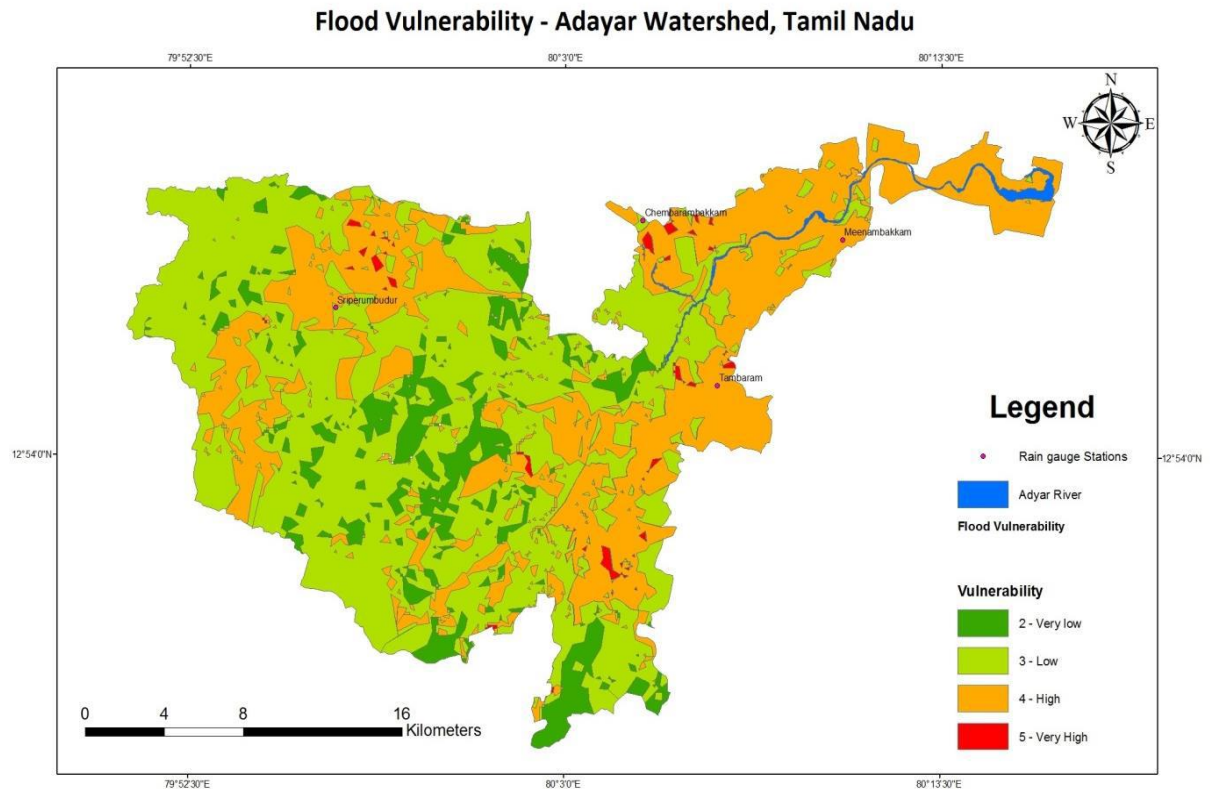 Flood Vulnerability - Adayar Watershed, Tamil Nadu
79°52'30"E
80°3'0"E
80°13'30"E
N
W
E
S
Chembarambakkam
Meenambakkam
Sriperumbudur
Tambaram
12°54'0"N
12°54'0"N
Legend
Rain gauge Stations
Adyar River
Flood Vulnerability
Vulnerability
2 - Very low
3 - Low
4 - High
5 - Very High
0 4 8 16
Kilometers
79°52'30"E
80°3'0"E
80°13'30"E